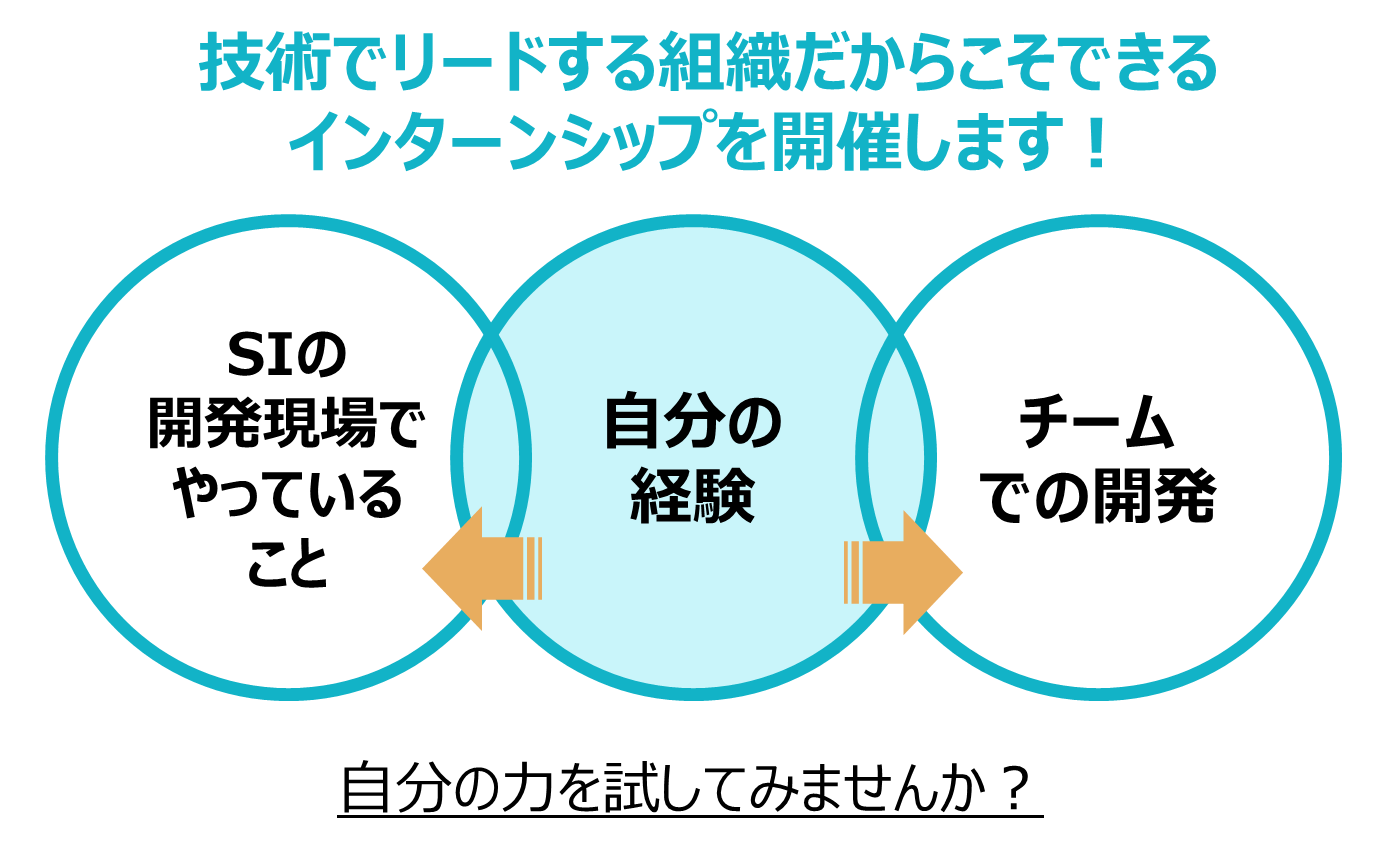 技術でリードする組織だからこそできる
インターンシップを開催します！
SIの
開発現場で
やっている
こと
自分の
経験
チーム
での開発
自分の力を試してみませんか？